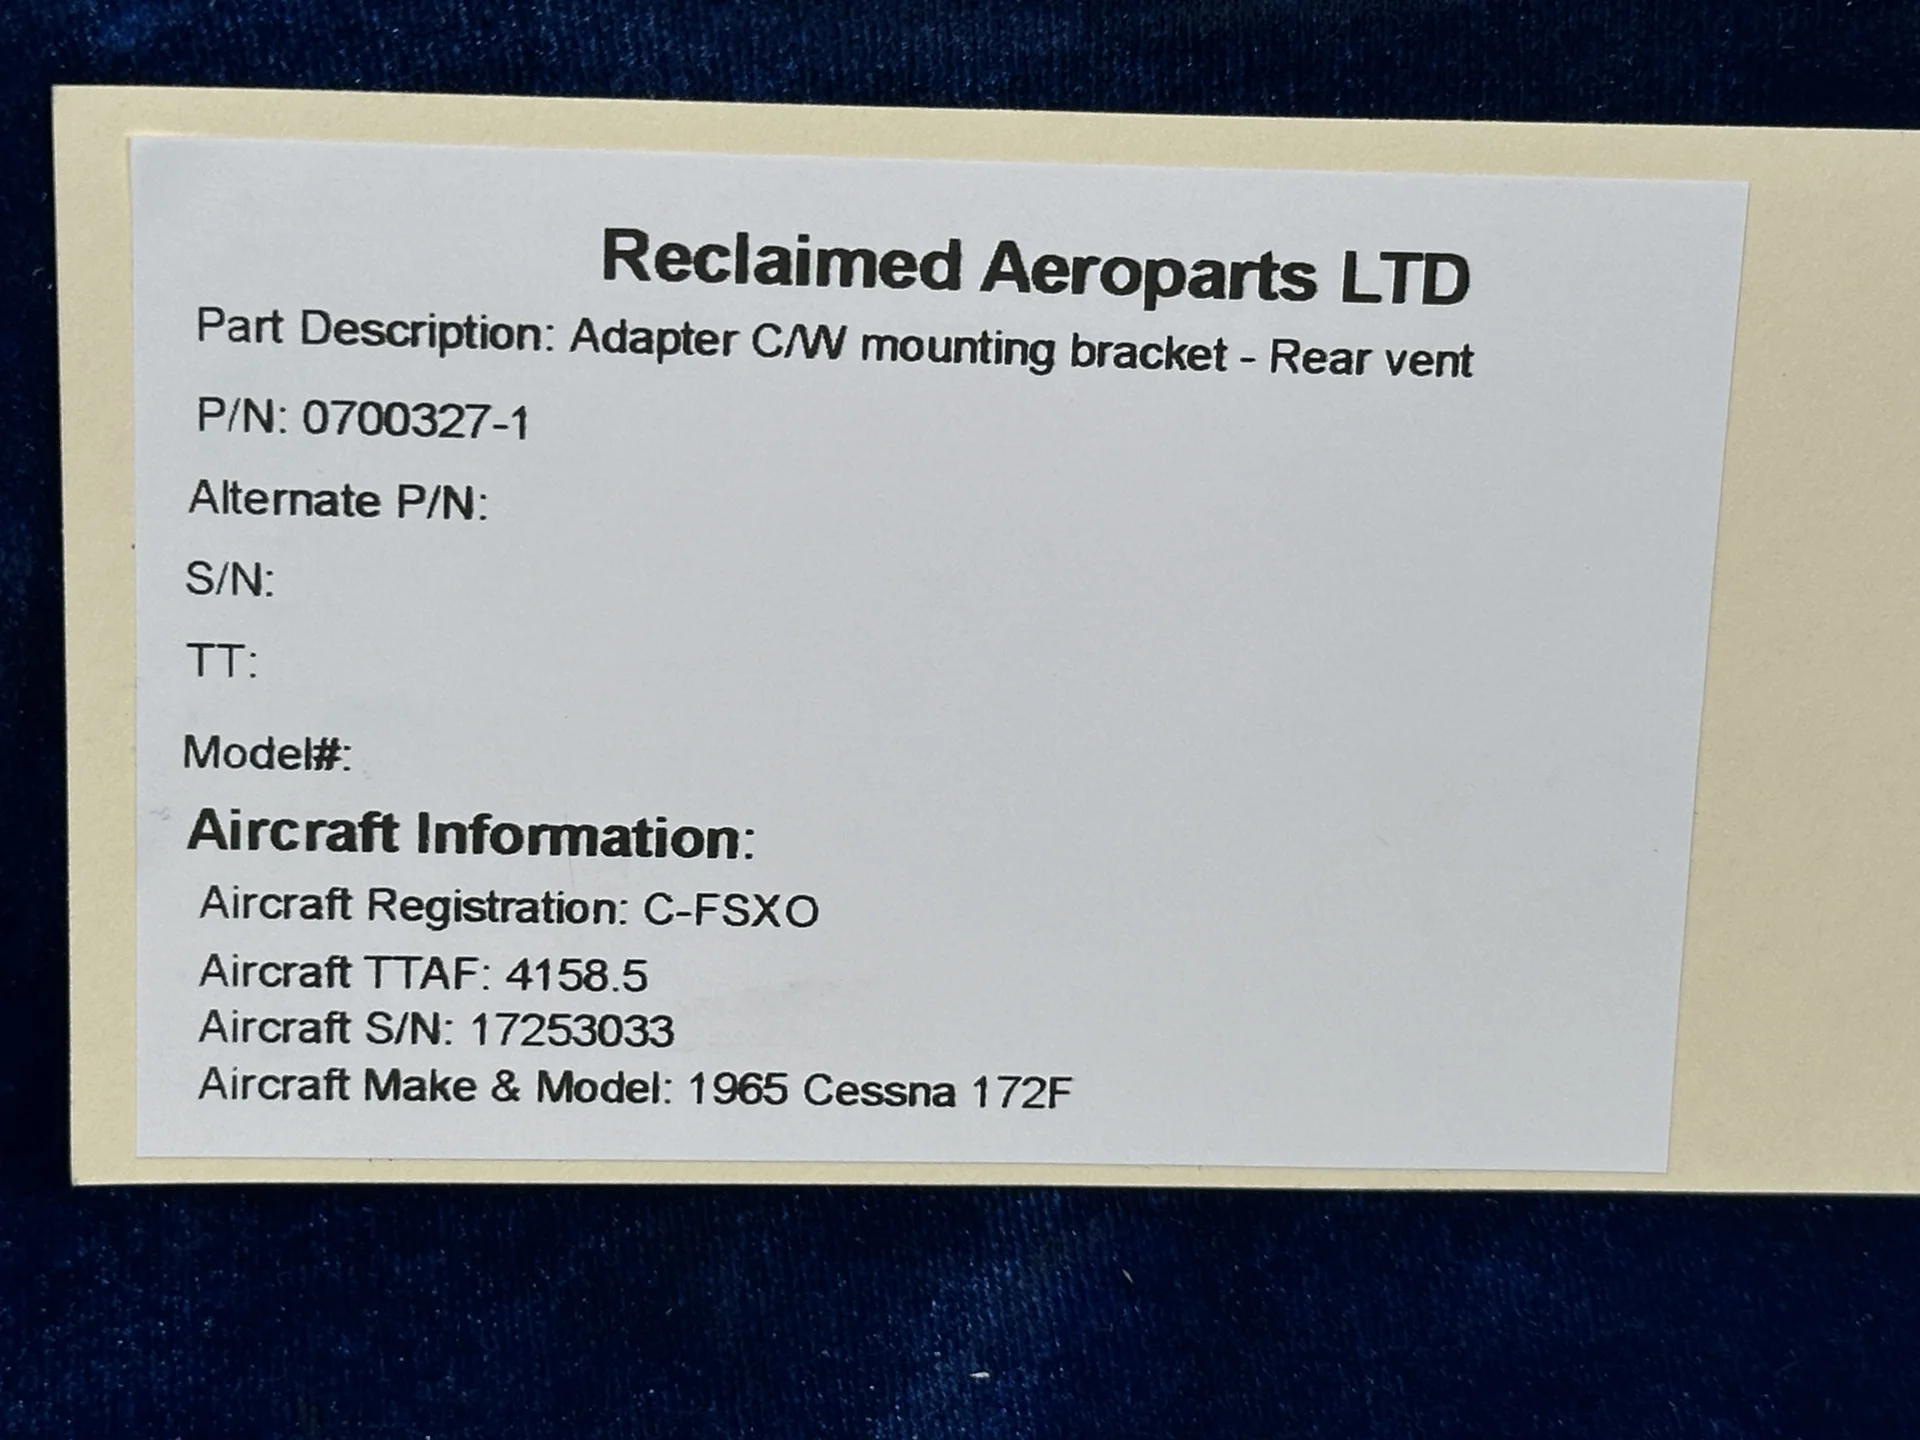 Reclaimed Aeroparts LTD
Part Description: Adapter C/W mounting bracket - Rear vent
P/N: 0700327-1
Alternate P/N:
S/N:
TT:
Model#:
Aircraft Information:
Aircraft Registration: C-FSXO
Aircraft TTAF: 4158.5
Aircraft S/N: 17253033
Aircraft Make & Model: 1965 Cessna 172F